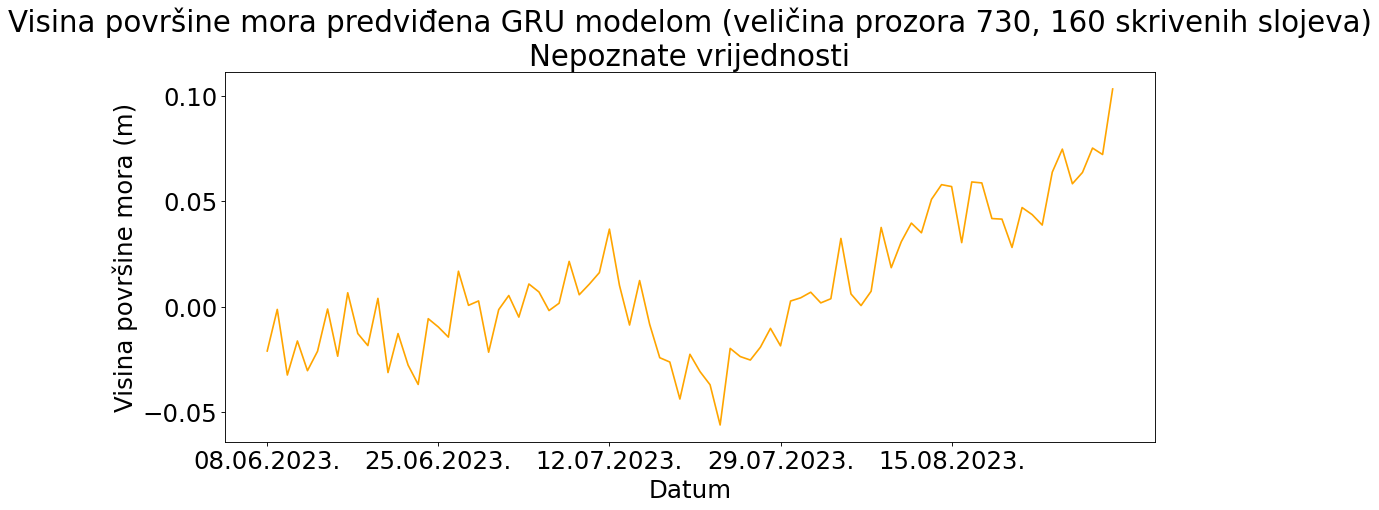 Visina površine mora predviđena GRU modelom (veličina prozora 730, 160 skrivenih slojeva)
Nepoznate vrijednosti
Visina površine mora (m)
0.10
0.05
0.00
−0.05
08.06.2023. 25.06.2023. 12.07.2023. 29.07.2023. 15.08.2023.
Datum